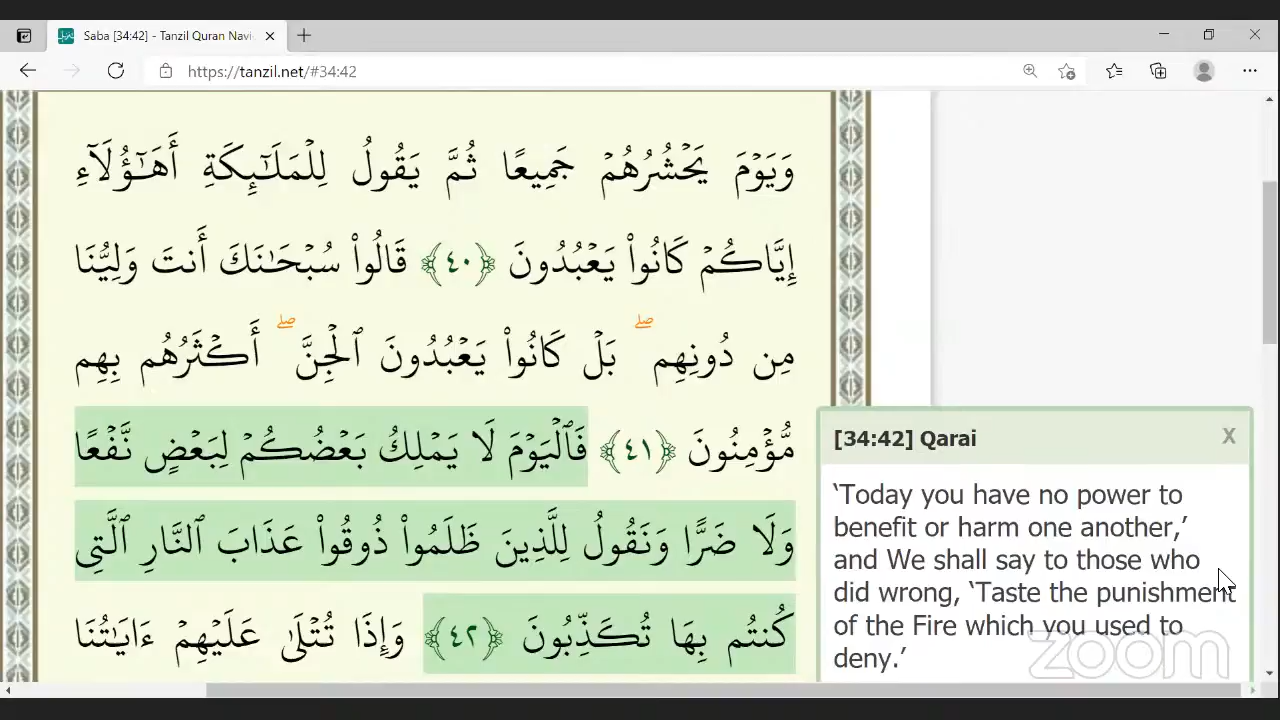 Saba [34:42] - Tanzil Quran Navi
https://tanzil.net/#34:42
وَيَوْمَ يَحْشُرُهُمْ جَمِيعًا ثُمَّ يَقُولُ لِلْمَلَـٰٓئِكَةِ أَهَـٰٓؤُلَآءِ
إِيَّاكُمْ كَانُوا۟ يَعْبُدُونَ ﴿٤٠﴾ قَالُوا۟ سُبْحَـٰنَكَ أَنتَ وَلِيُّنَا
مِن دُونِهِم ۖ بَلْ كَانُوا۟ يَعْبُدُونَ ٱلْجِنَّ ۖ أَكْثَرُهُم بِهِم
مُّؤْمِنُونَ ﴿٤١﴾ فَٱلْيَوْمَ لَا يَمْلِكُ بَعْضُكُمْ لِبَعْضٍ نَّفْعًا
وَلَا ضَرًّا وَنَقُولُ لِلَّذِينَ ظَلَمُوا۟ ذُوقُوا۟ عَذَابَ ٱلنَّارِ ٱلَّتِى
كُنتُم بِهَا تُكَذِّبُونَ ﴿٤٢﴾ وَإِذَا تُتْلَىٰ عَلَيْهِمْ ءَايَـٰتُنَا
[34:42] Qarai
X
‘Today you have no power to
benefit or harm one another,’
and We shall say to those who
did wrong, ‘Taste the punishment
of the Fire which you used to
deny.’
zoom